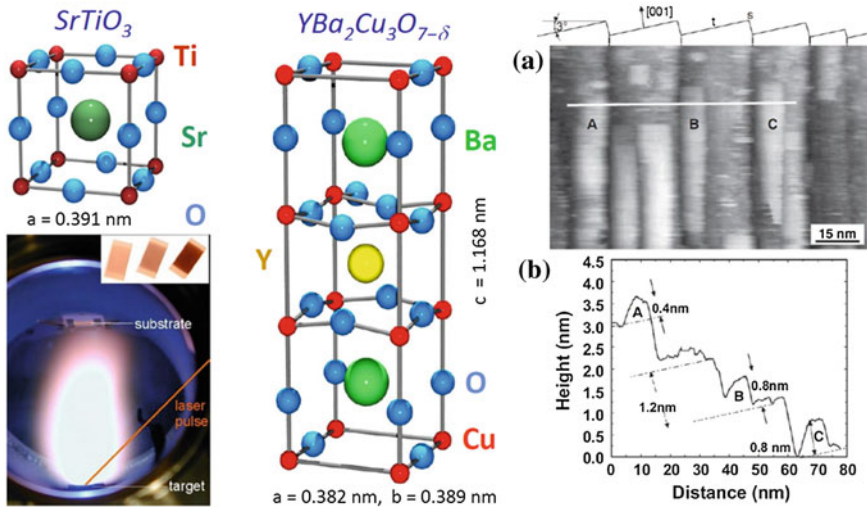 SrTiO3
Ti
Sr
O
a = 0.391 nm
substrate
laser
pulse
target
YBa2Cu3O7–δ
Ba
Y
O
Cu
c = 1.168 nm
a = 0.382 nm, b = 0.389 nm
3°
[001]
t
s
(a)
A
B
C
15 nm
(b)
Height (nm)
4.5
4.0
3.5
3.0
2.5
2.0
1.5
1.0
0.5
0.0
A
0.4nm
1.2nm
B
0.8nm
0.8 nm
C
0 10 20 30 40 50 60 70 80
Distance (nm)